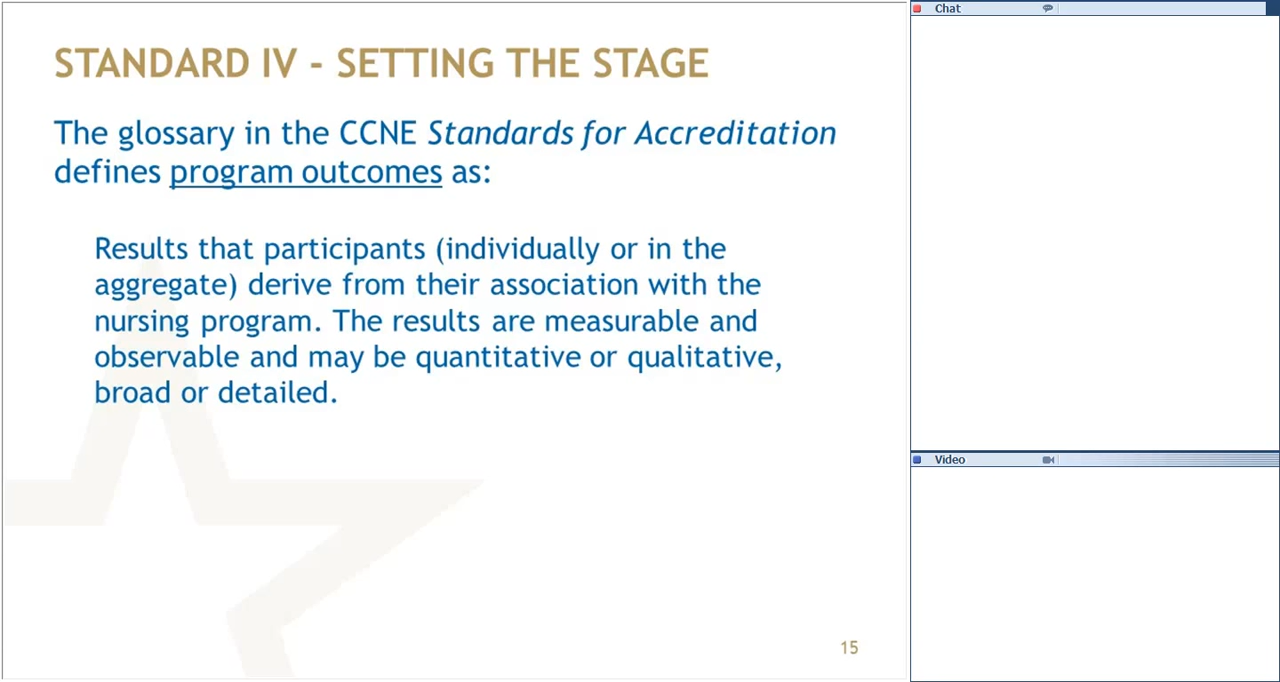 STANDARD IV - SETTING THE STAGE
The glossary in the CCNE Standards for Accreditation
defines program outcomes as:
Results that participants (individually or in the
aggregate) derive from their association with the
nursing program. The results are measurable and
observable and may be quantitative or qualitative,
broad or detailed.
15
Chat
Video